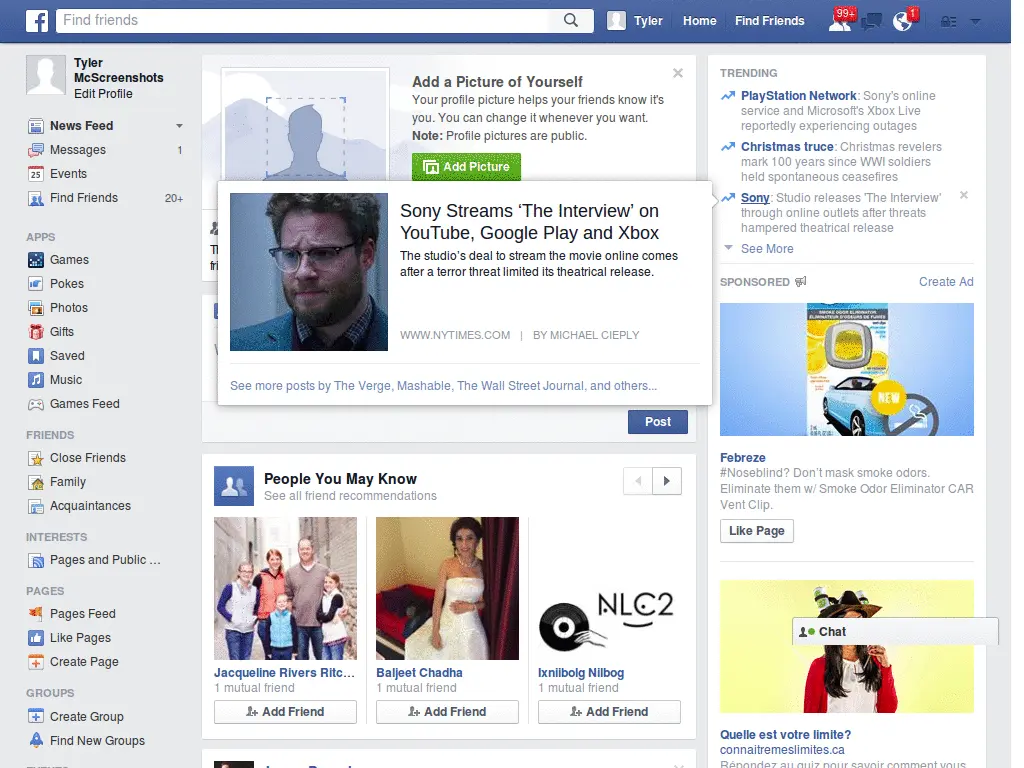 Find friends
Tyler
Home
Find Friends
99+
1
Tyler
McScreenshots
Edit Profile
News Feed
Messages 1
25 Events
Find Friends 20+
APPS
Games
Pokes
Photos
Gifts
Saved
Music
Games Feed
FRIENDS
Close Friends
Family
Acquaintances
INTERESTS
Pages and Public ...
PAGES
Pages Feed
Like Pages
Create Page
GROUPS
Create Group
Find New Groups
Add a Picture of Yourself
Your profile picture helps your friends know it's
you. You can change it whenever you want.
Note: Profile pictures are public.
Add Picture
Sony Streams ‘The Interview’ on
YouTube, Google Play and Xbox
The studio’s deal to stream the movie online comes
after a terror threat limited its theatrical release.
WWW.NYTIMES.COM | BY MICHAEL CIEPLY
See more posts by The Verge, Mashable, The Wall Street Journal, and others...
Post
People You May Know
See all friend recommendations
NLC2
Jacqueline Rivers Ritc...
1 mutual friend
Add Friend
Baljeet Chadha
1 mutual friend
Add Friend
Ixniibolg Nilbog
1 mutual friend
Add Friend
TRENDING
PlayStation Network: Sony's online
service and Microsoft's Xbox Live
reportedly experiencing outages
Christmas truce: Christmas revelers
mark 100 years since WWI soldiers
held spontaneous ceasefires
Sony: Studio releases 'The Interview'
through online outlets after threats
hampered theatrical release
See More
SPONSORED
Create Ad
SMOKE ODOR ELIMINATOR
NEW
Febreze
#Noseblind? Don’t mask smoke odors.
Eliminate them w/ Smoke Odor Eliminator CAR
Vent Clip.
Like Page
Chat
Quelle est votre limite?
connaitremeslimites.ca
Répondez au quiz pour savoir comment vous